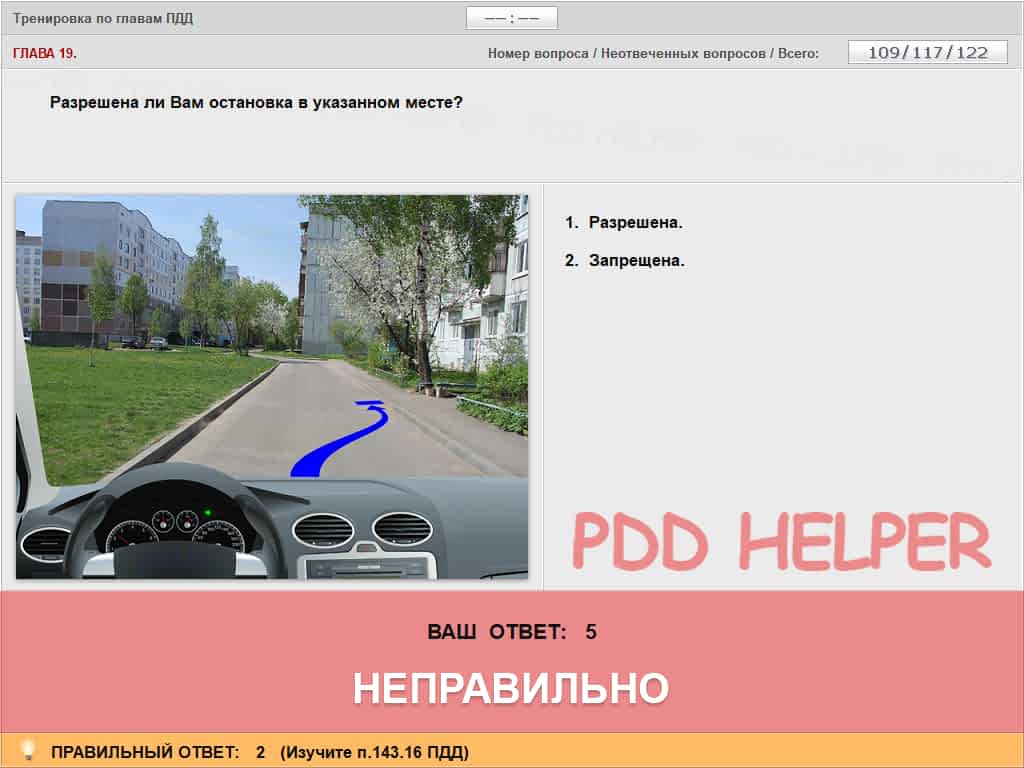 Тренировка по главам ПДД
—— : ——
ГЛАВА 19.
Номер вопроса / Неотвеченных вопросов / Всего:
109/117/122
Разрешена ли Вам остановка в указанном месте?
1. Разрешена.
2. Запрещена.
PDD HELPER
ВАШ ОТВЕТ: 5
НЕПРАВИЛЬНО
ПРАВИЛЬНЫЙ ОТВЕТ: 2 (Изучите п.143.16 ПДД)